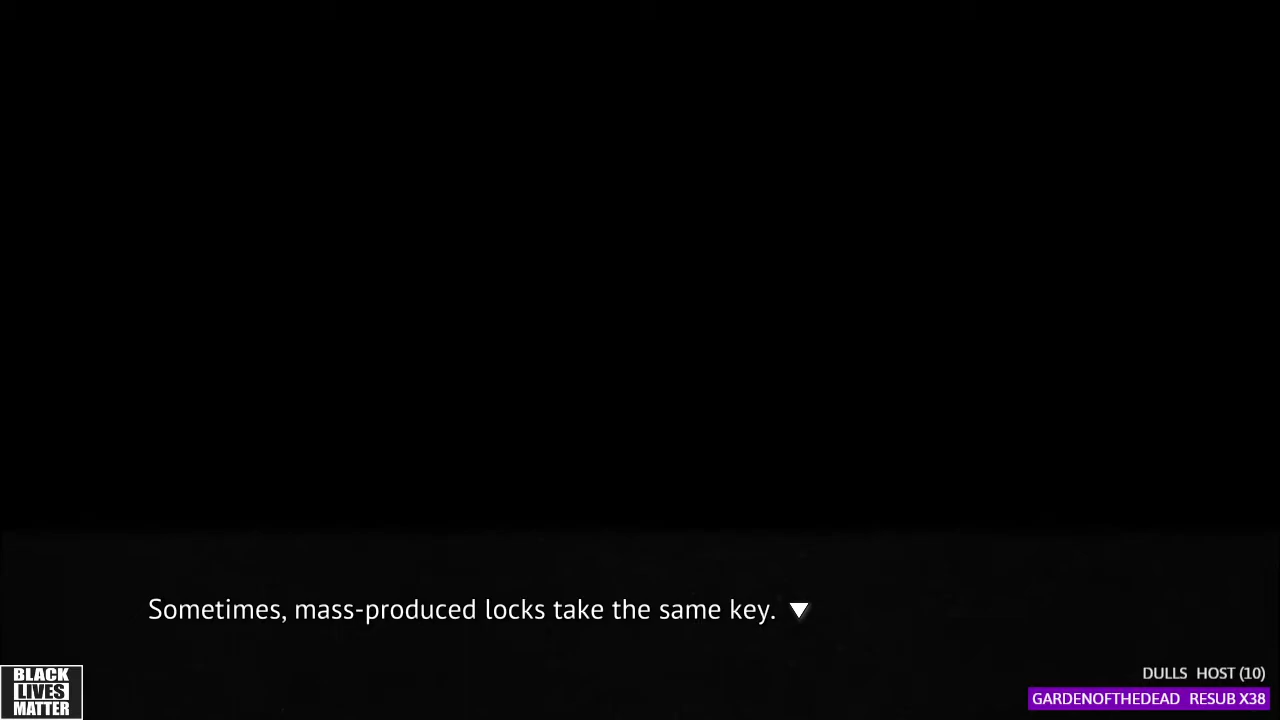 Sometimes, mass-produced locks take the same key.
BLACK
LIVES
MATTER
DULLS HOST (10)
GARDENOFTHEDEAD RESUB X38